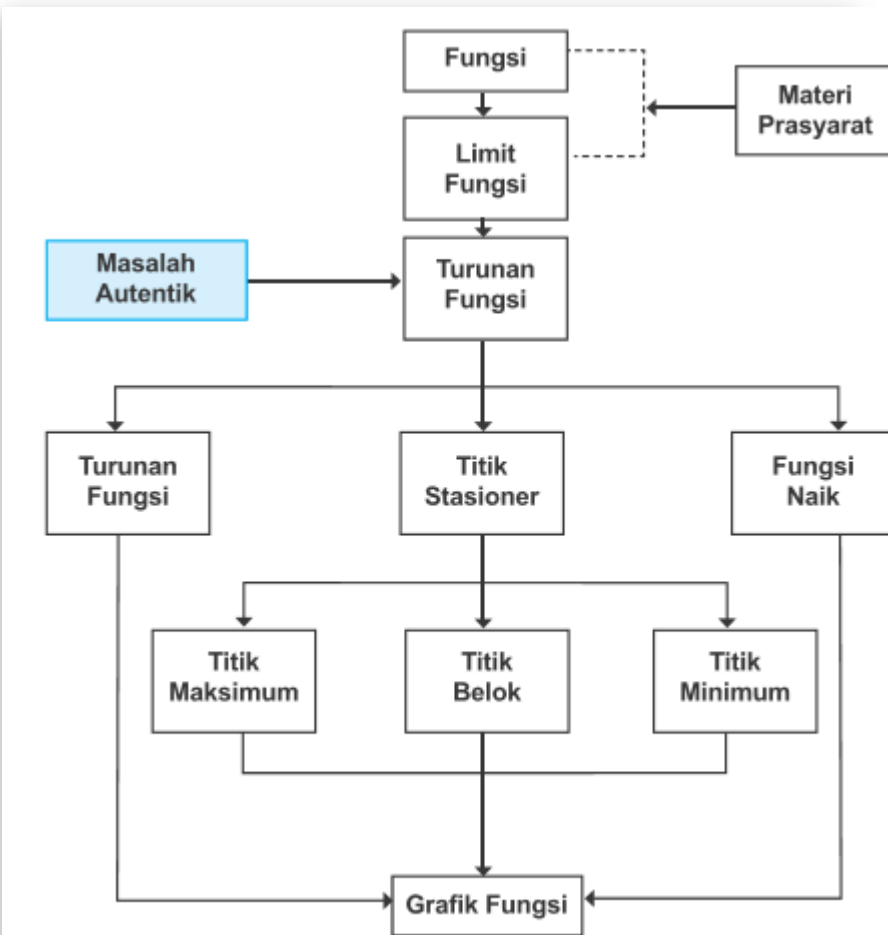 Fungsi
Materi
Prasyarat
Limit
Fungsi
Masalah
Autentik
Turunan
Fungsi
Turunan
Fungsi
Titik
Stasioner
Fungsi
Naik
Titik
Maksimum
Titik
Belok
Titik
Minimum
Grafik Fungsi